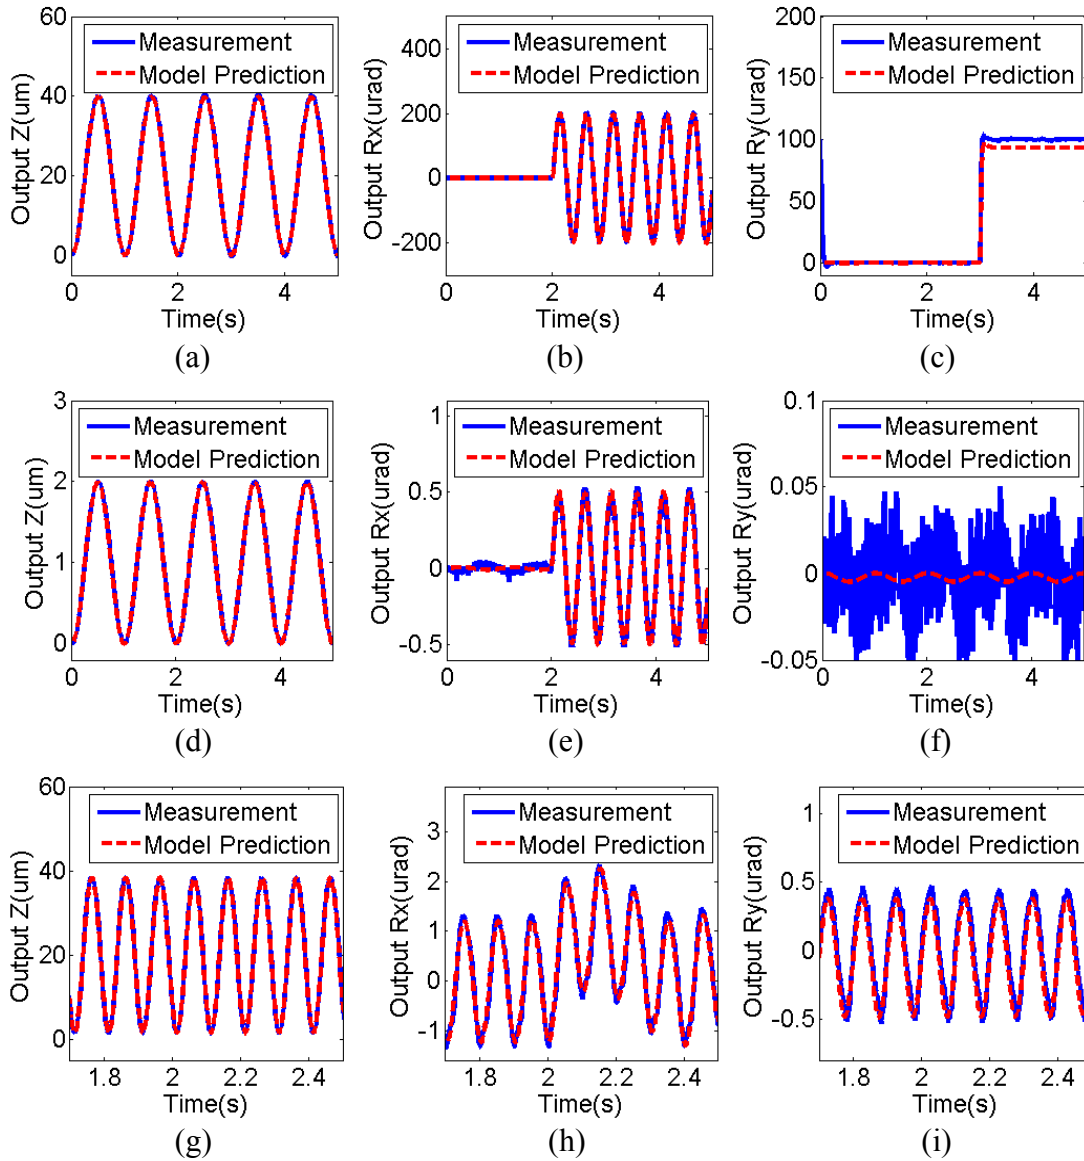 60
40
20
0
Output Z(um)
Measurement
Model Prediction
0 2 4
Time(s)
(a)
400
200
0
-200
Output Rx(urad)
Measurement
Model Prediction
0 2 4
Time(s)
(b)
200
150
100
50
0
Output Ry(urad)
Measurement
Model Prediction
0 2 4
Time(s)
(c)
3
2
1
0
Output Z(um)
Measurement
Model Prediction
0 2 4
Time(s)
(d)
1
0.5
0
-0.5
Output Rx(urad)
Measurement
Model Prediction
0 2 4
Time(s)
(e)
0.1
0.05
0
-0.05
Output Ry(urad)
Measurement
Model Prediction
0 2 4
Time(s)
(f)
60
40
20
0
Output Z(um)
Measurement
Model Prediction
1.8 2 2.2 2.4
Time(s)
(g)
3
2
1
0
-1
Output Rx(urad)
Measurement
Model Prediction
1.8 2 2.2 2.4
Time(s)
(h)
1
0.5
0
-0.5
Output Ry(urad)
Measurement
Model Prediction
1.8 2 2.2 2.4
Time(s)
(i)